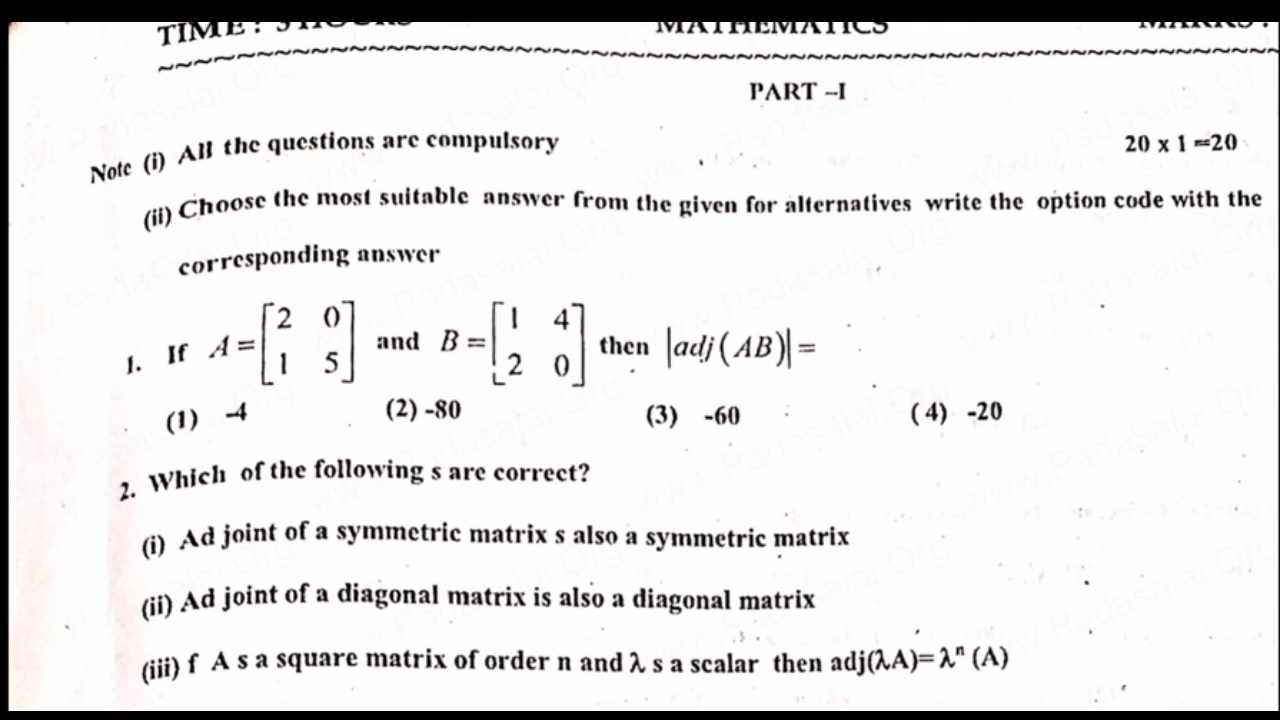 TIME : 3 HOURS MATHEMATICS MARKS :
PART –I
Note (i) All the questions are compulsory 20 x 1 =20
(ii) Choose the most suitable answer from the given for alternatives write the option code with the
corresponding answer
1. If A = [2 0 1 5] and B = [1 4 2 0] then |adj (AB)| =
(1) -4 (2) -80 (3) -60 (4) -20
2. Which of the following s are correct?
(i) Ad joint of a symmetric matrix s also a symmetric matrix
(ii) Ad joint of a diagonal matrix is also a diagonal matrix
(iii) f A s a square matrix of order n and λ s a scalar then adj(λA)= λⁿ (A)